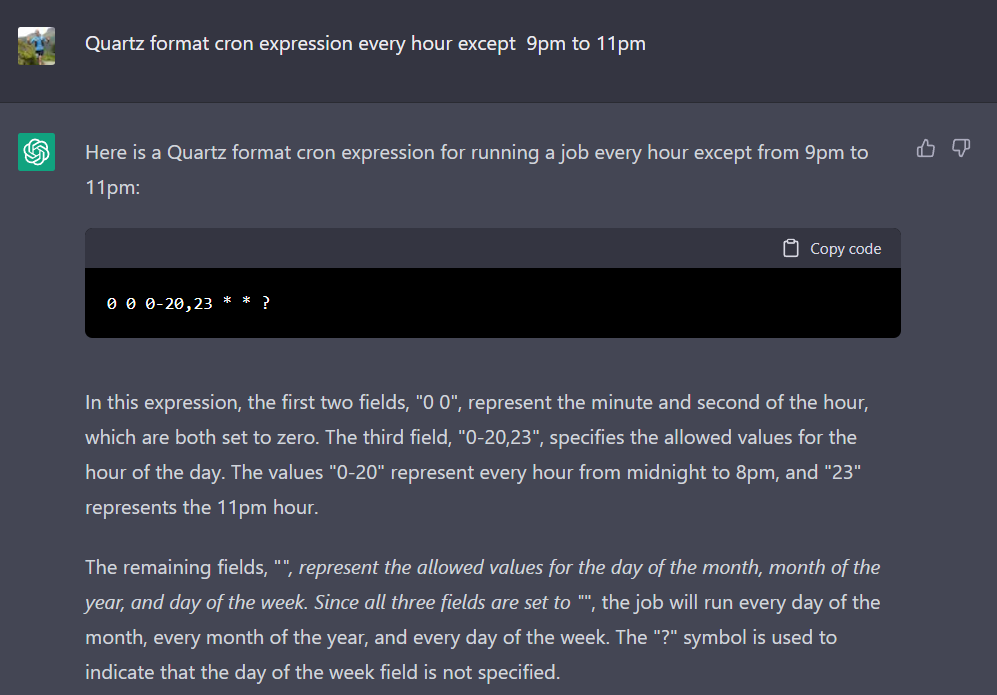 Quartz format cron expression every hour except  9pm to 11pm
Here is a Quartz format cron expression for running a job every hour except from 9pm to
11pm:
Copy code
0 0 0-20,23 * * ?
In this expression, the first two fields, "0 0", represent the minute and second of the hour,
which are both set to zero. The third field, "0-20,23", specifies the allowed values for the
hour of the day. The values "0-20" represent every hour from midnight to 8pm, and "23"
represents the 11pm hour.
The remaining fields, "", represent the allowed values for the day of the month, month of the
year, and day of the week. Since all three fields are set to "", the job will run every day of the
month, every month of the year, and every day of the week. The "?" symbol is used to
indicate that the day of the week field is not specified.